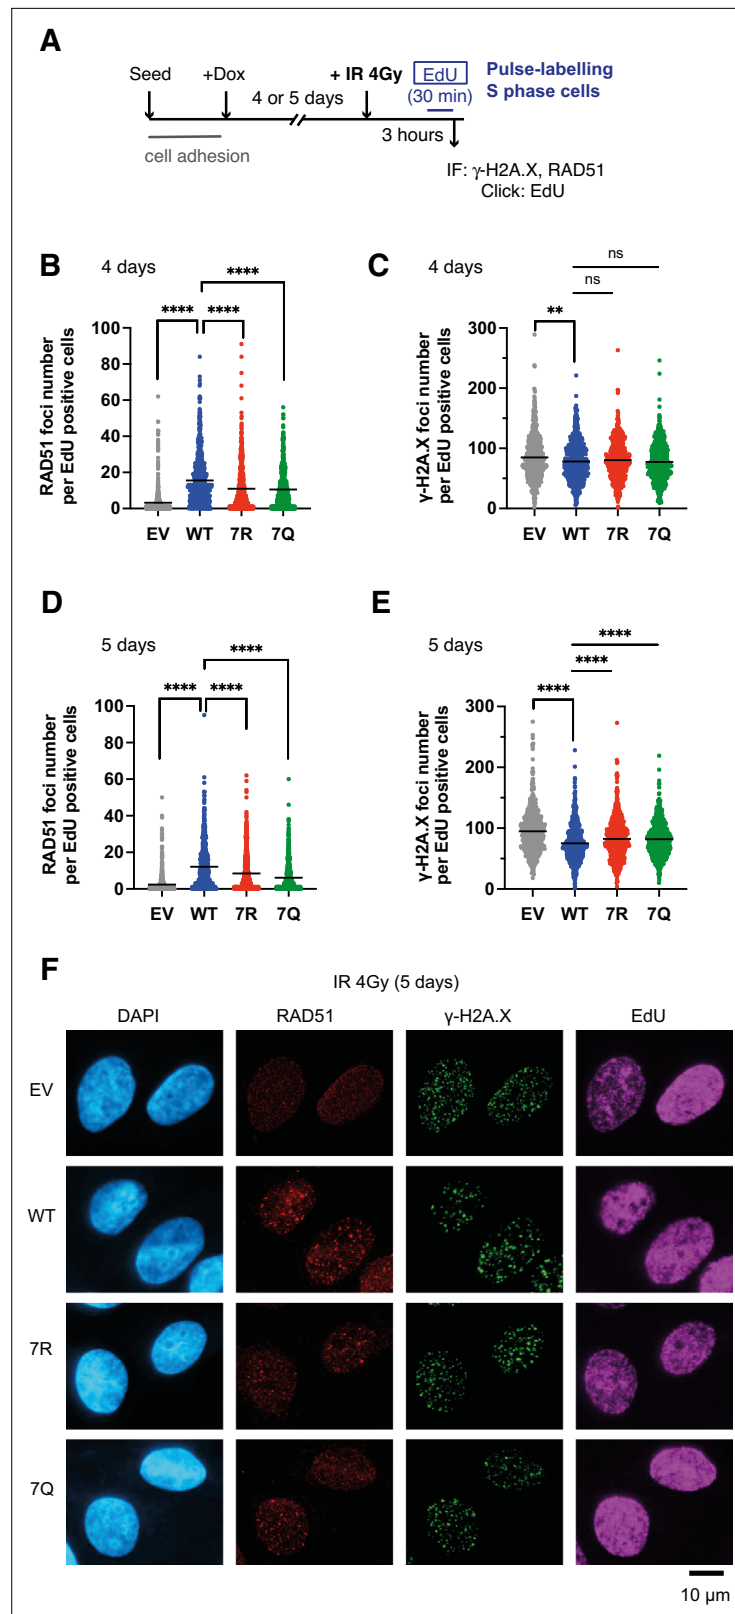 A
Seed
+Dox
+ IR 4Gy
EdU
(30 min)
Pulse-labelling
S phase cells
4 or 5 days
3 hours
cell adhesion
IF: γ-H2A.X, RAD51
Click: EdU
B
4 days
****
****
****
RAD51 foci number
per EdU positive cells
100
80
60
40
20
0
EV
WT
7R
7Q
C
4 days
ns
ns
**
γ-H2A.X foci number
per EdU positive cells
300
200
100
0
EV
WT
7R
7Q
D
5 days
****
****
****
RAD51 foci number
per EdU positive cells
100
80
60
40
20
0
EV
WT
7R
7Q
E
5 days
****
****
****
γ-H2A.X foci number
per EdU positive cells
300
200
100
0
EV
WT
7R
7Q
F
IR 4Gy (5 days)
DAPI
RAD51
γ-H2A.X
EdU
EV
WT
7R
7Q
10 μm